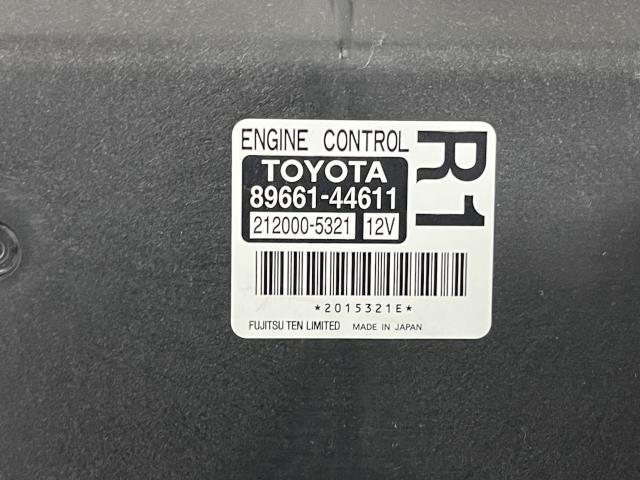 ENGINE CONTROL
R1
TOYOTA
89661-44611
212000-5321 12V
*2015321E*
FUJITSU TEN LIMITED MADE IN JAPAN